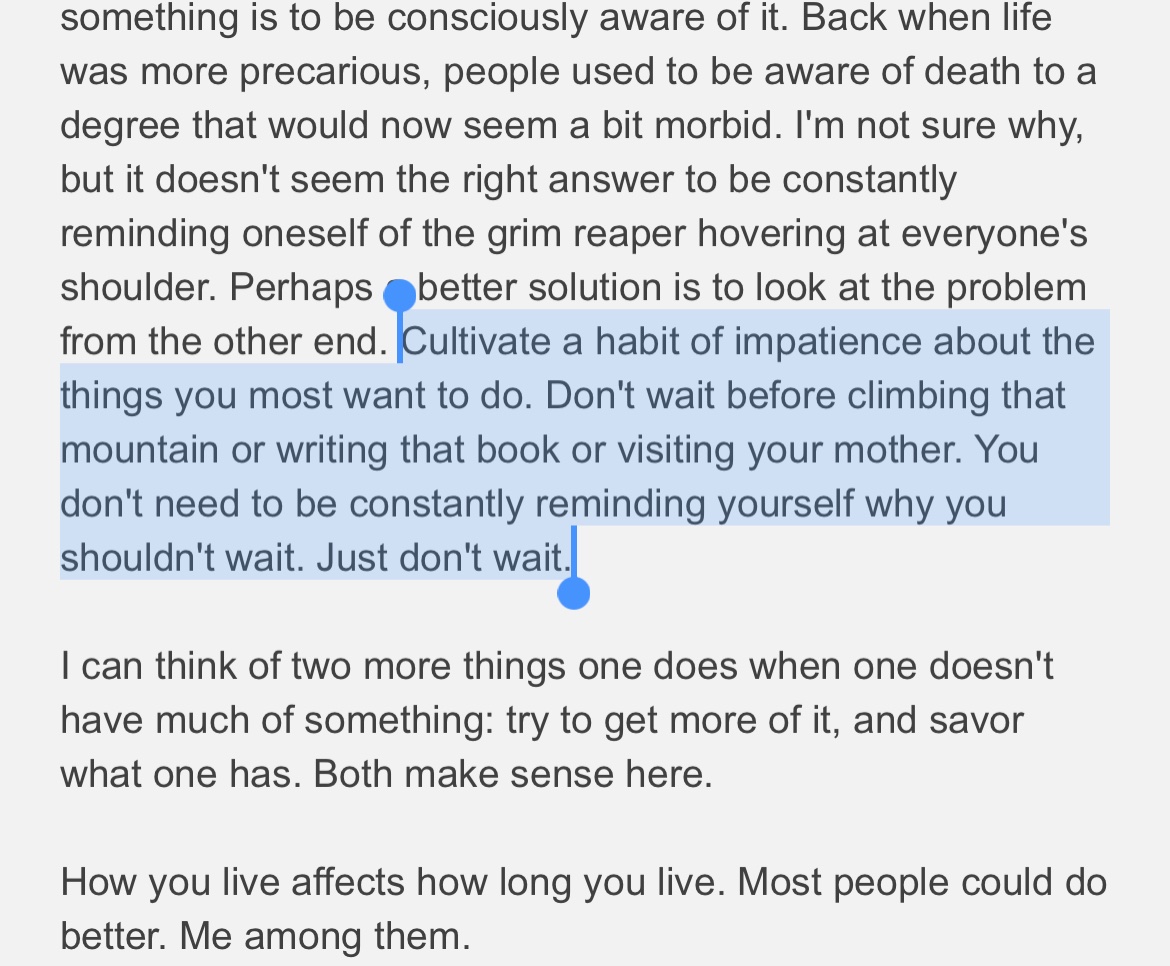 something is to be consciously aware of it. Back when life
was more precarious, people used to be aware of death to a
degree that would now seem a bit morbid. I'm not sure why,
but it doesn't seem the right answer to be constantly
reminding oneself of the grim reaper hovering at everyone's
shoulder. Perhaps better solution is to look at the problem
from the other end. Cultivate a habit of impatience about the
things you most want to do. Don't wait before climbing that
mountain or writing that book or visiting your mother. You
don't need to be constantly reminding yourself why you
shouldn't wait. Just don't wait.
I can think of two more things one does when one doesn't
have much of something: try to get more of it, and savor
what one has. Both make sense here.
How you live affects how long you live. Most people could do
better. Me among them.